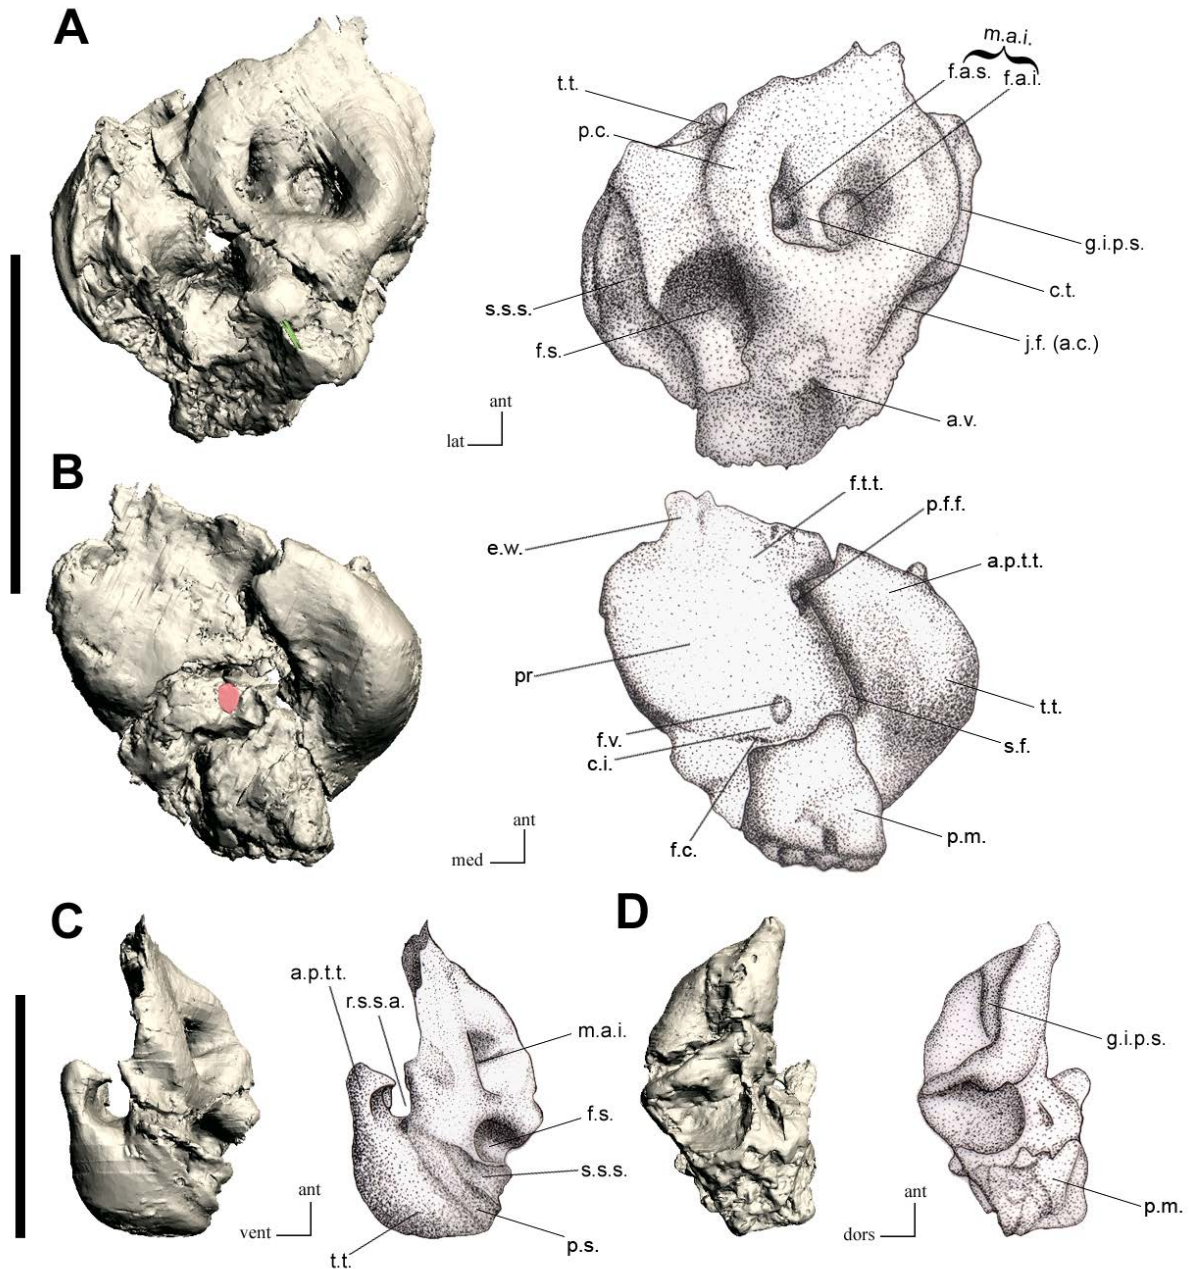 A
m.a.i.
f.a.s. f.a.i.
t.t.
p.c.
g.i.p.s.
c.t.
s.s.s.
j.f. (a.c.)
f.s.
ant
lat
a.v.
B
f.t.t.
p.f.f.
e.w.
a.p.t.t.
pr
t.t.
f.v.
s.f.
c.i.
ant
med
p.m.
f.c.
C
D
a.p.t.t.
r.s.s.a.
m.a.i.
g.i.p.s.
f.s.
s.s.s.
ant
vent
ant
dors
p.m.
p.s.
t.t.